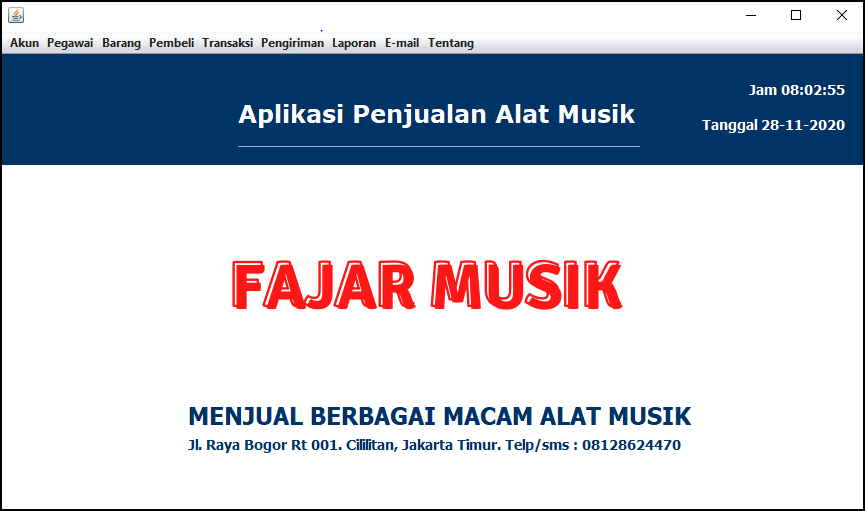 Akun Pegawai Barang Pembeli Transaksi Pengiriman Laporan E-mail Tentang
Jam 08:02:55
Aplikasi Penjualan Alat Musik
Tanggal 28-11-2020
FAJAR MUSIK
MENJUAL BERBAGAI MACAM ALAT MUSIK
Jl. Raya Bogor Rt 001. Cililitan, Jakarta Timur. Telp/sms : 08128624470